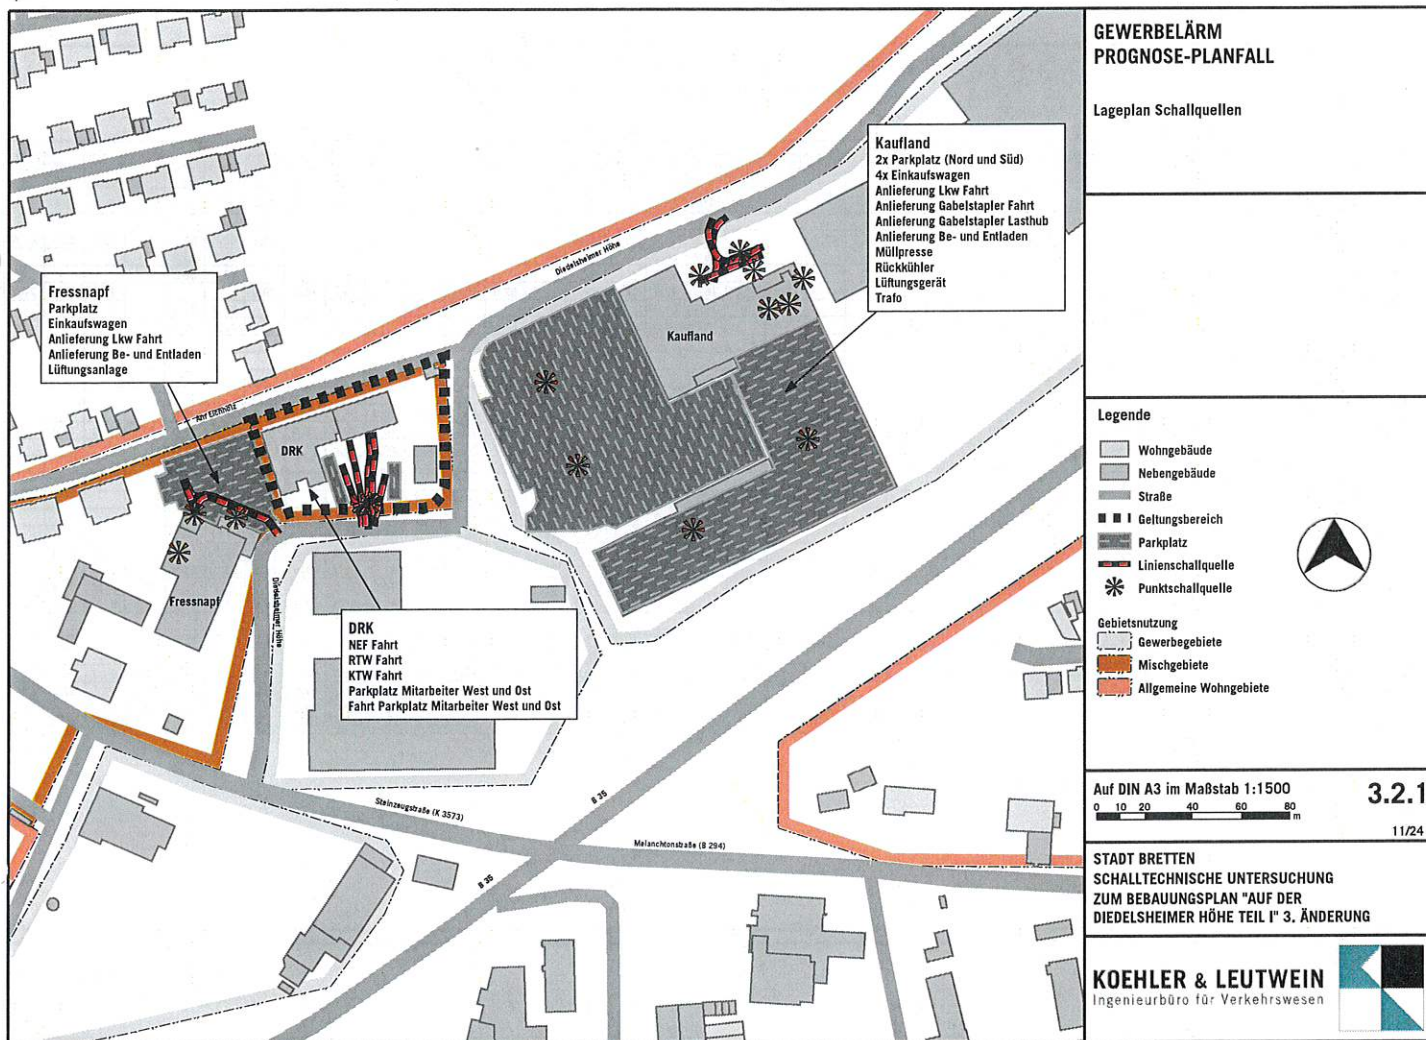 GEWERBELÄRM
PROGNOSE-PLANFALL
Lageplan Schallquellen
Kaufland
2x Parkplatz (Nord und Süd)
4x Einkaufswagen
Anlieferung Lkw Fahrt
Anlieferung Gabelstapler Fahrt
Anlieferung Gabelstapler Lasthub
Anlieferung Be- und Entladen
Müllpresse
Rückkühler
Lüftungsgerät
Trafo
Diedelsheimer Höhe
Fressnapf
Parkplatz
Einkaufswagen
Anlieferung Lkw Fahrt
Anlieferung Be- und Entladen
Lüftungsanlage
Kaufland
DRK
Fressnapf
Diedelsheimer Höhe
DRK
NEF Fahrt
RTW Fahrt
KTW Fahrt
Parkplatz Mitarbeiter West und Ost
Fahrt Parkplatz Mitarbeiter West und Ost
Steinzeugstraße (K 3573)
B 35
Melanchtonstraße (B 294)
B 35
Legende
Wohngebäude
Nebengebäude
Straße
Geltungsbereich
Parkplatz
Linienschallquelle
Punktschallquelle
Gebietsnutzung
Gewerbegebiete
Mischgebiete
Allgemeine Wohngebiete
Auf DIN A3 im Maßstab 1:1500
0 10 20 40 60 80
m
3.2.1
11/24
STADT BRETTEN
SCHALLTECHNISCHE UNTERSUCHUNG
ZUM BEBAUUNGSPLAN "AUF DER
DIEDELSHEIMER HÖHE TEIL I" 3. ÄNDERUNG
KOEHLER & LEUTWEIN
Ingenieurbüro für Verkehrswesen